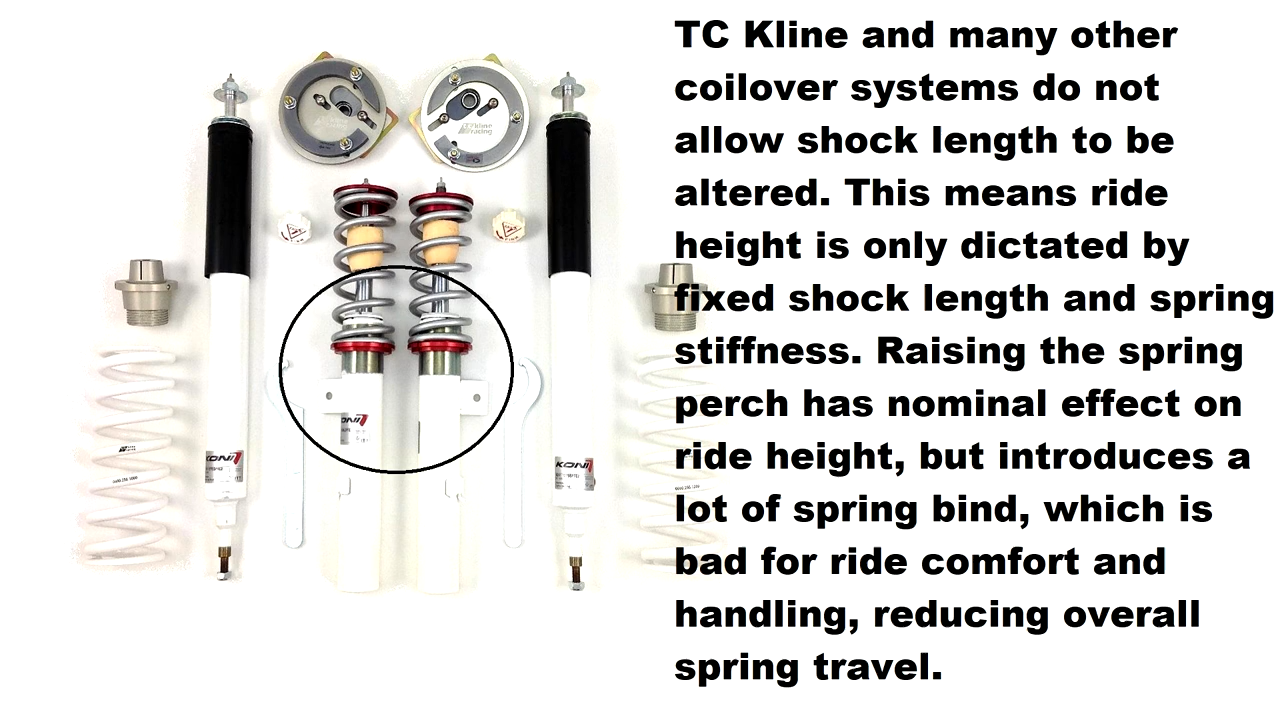 TC Kline and many other
coilover systems do not
allow shock length to be
altered. This means ride
height is only dictated by
fixed shock length and spring
stiffness. Raising the spring
perch has nominal effect on
ride height, but introduces a
lot of spring bind, which is
bad for ride comfort and
handling, reducing overall
spring travel.
KONI
KONI
KONI